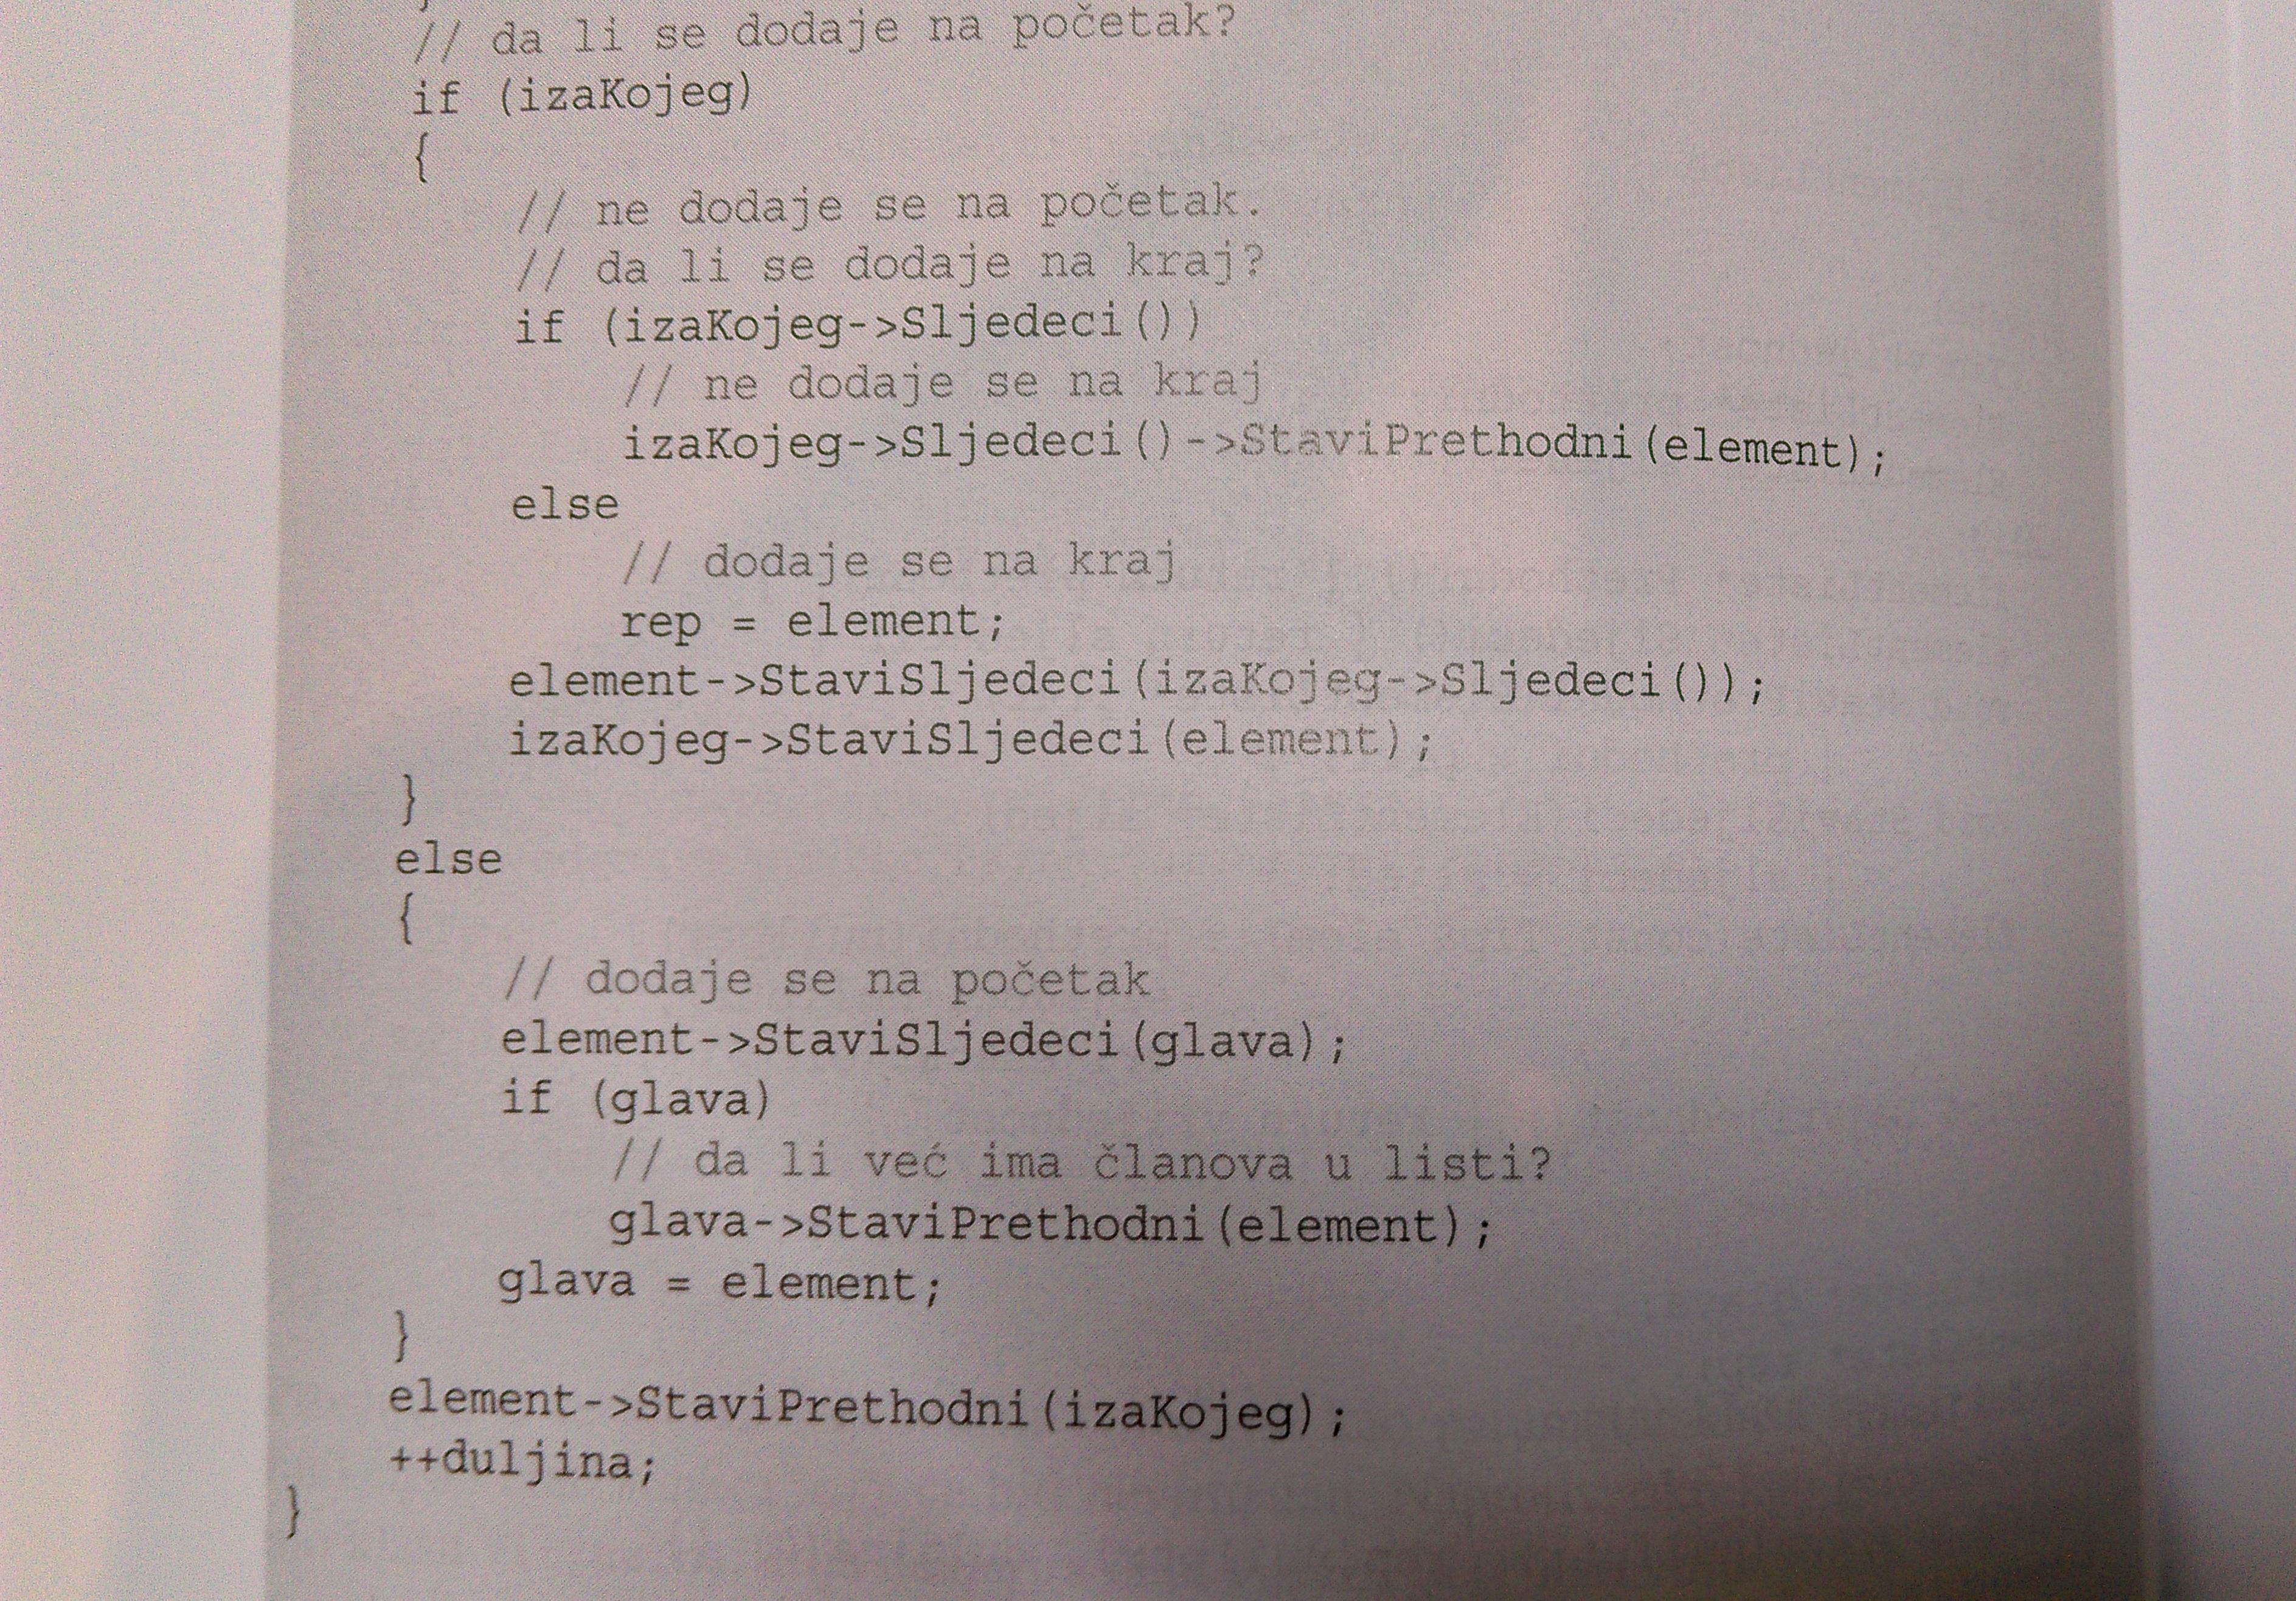 // da li se dodaje na početak?
if (izaKojeg)
{
// ne dodaje se na početak.
// da li se dodaje na kraj?
if (izaKojeg->Sljedeci())
// ne dodaje se na kraj
izaKojeg->Sljedeci()->StaviPrethodni(element);
else
// dodaje se na kraj
rep = element;
element->StaviSljedeci(izaKojeg->Sljedeci());
izaKojeg->StaviSljedeci(element);
}
else
{
// dodaje se na početak
element->StaviSljedeci(glava);
if (glava)
// da li već ima članova u listi?
glava->StaviPrethodni(element);
glava = element;
}
element->StaviPrethodni(izaKojeg);
++duljina;
}